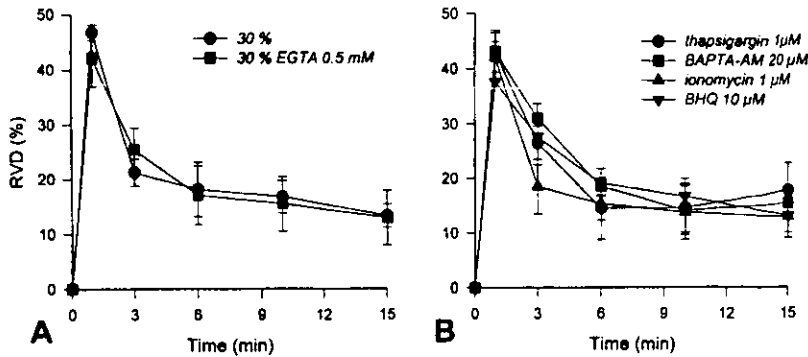 50
40
30
20
10
0
RVD (%)
0 3 6 9 12 15
Time (min)
A
30 %
30 % EGTA 0.5 mM
50
40
30
20
10
0
0 3 6 9 12 15
Time (min)
B
thapsigargin 1μM
BAPTA-AM 20 μM
ionomycin 1 μM
BHQ 10 μM